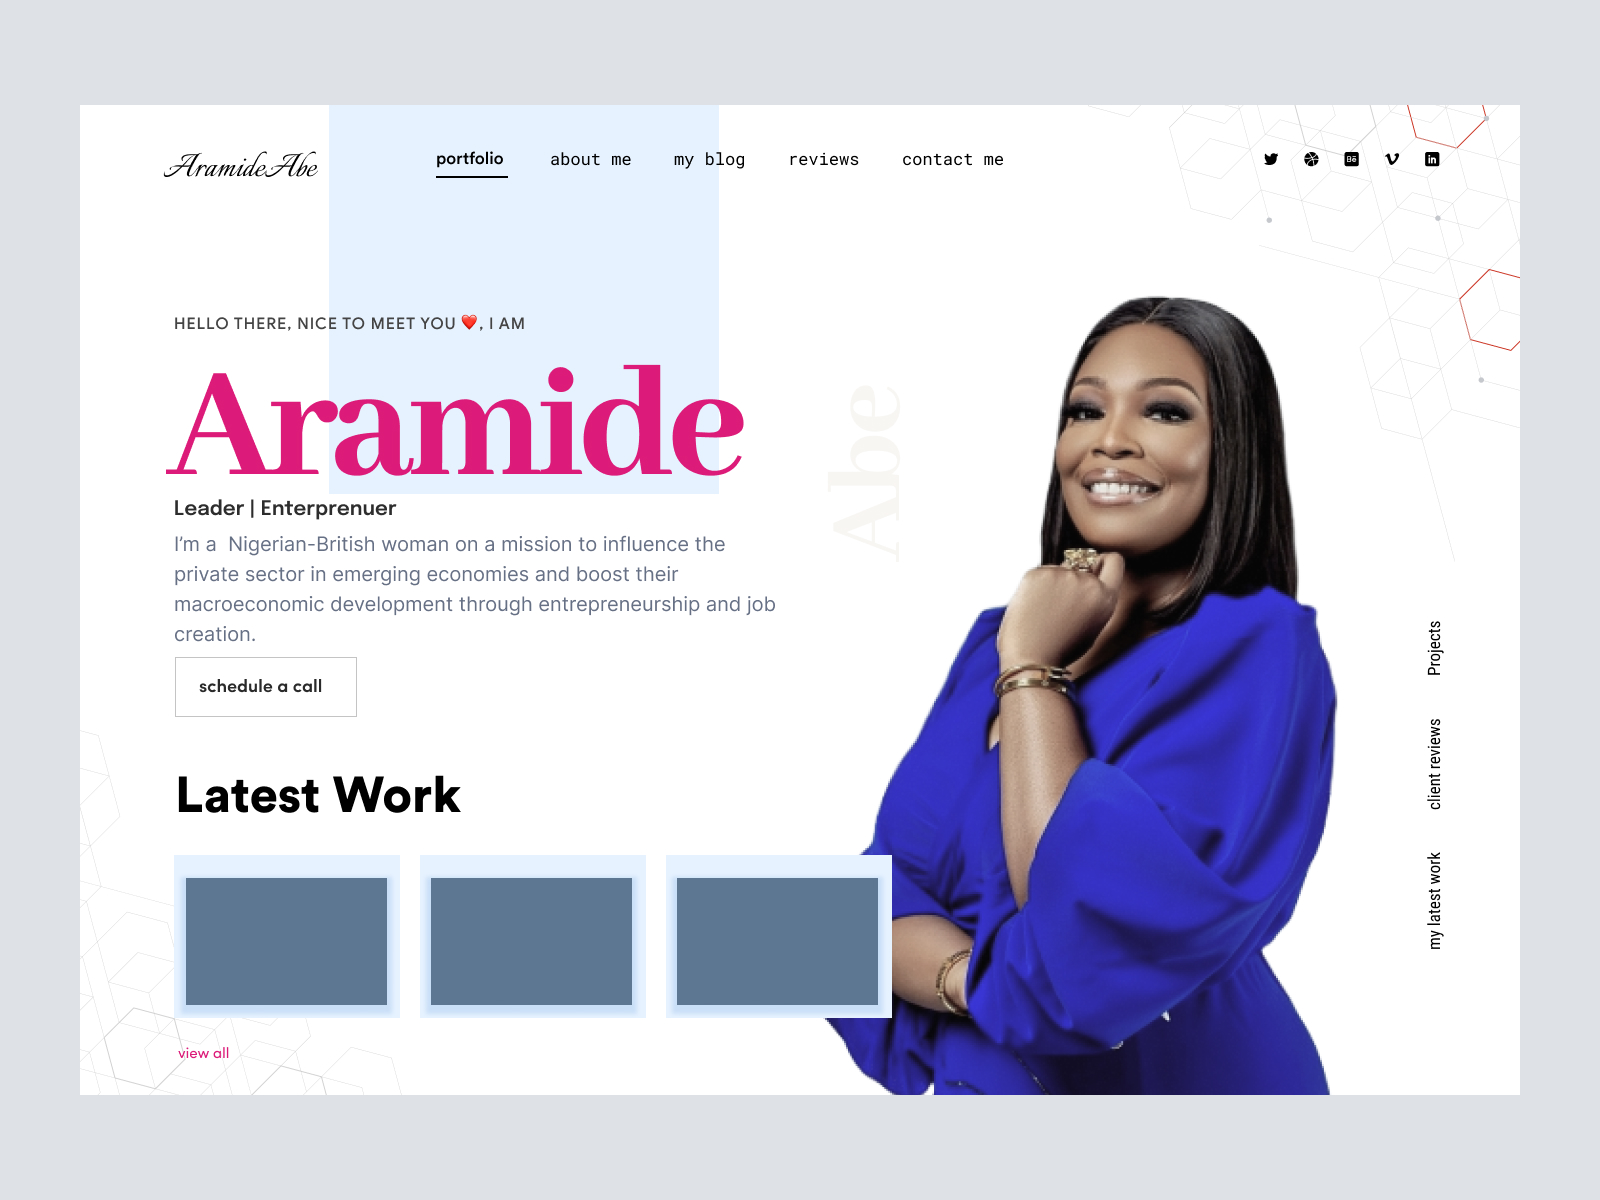 AramideAbe
portfolio
about me
my blog
reviews
contact me
Bē
in
HELLO THERE, NICE TO MEET YOU ❤️, I AM
Aramide
Abe
Leader | Enterprenuer
I'm a  Nigerian-British woman on a mission to influence the
private sector in emerging economies and boost their
macroeconomic development through entrepreneurship and job
creation.
schedule a call
Projects
client reviews
my latest work
Latest Work
view all